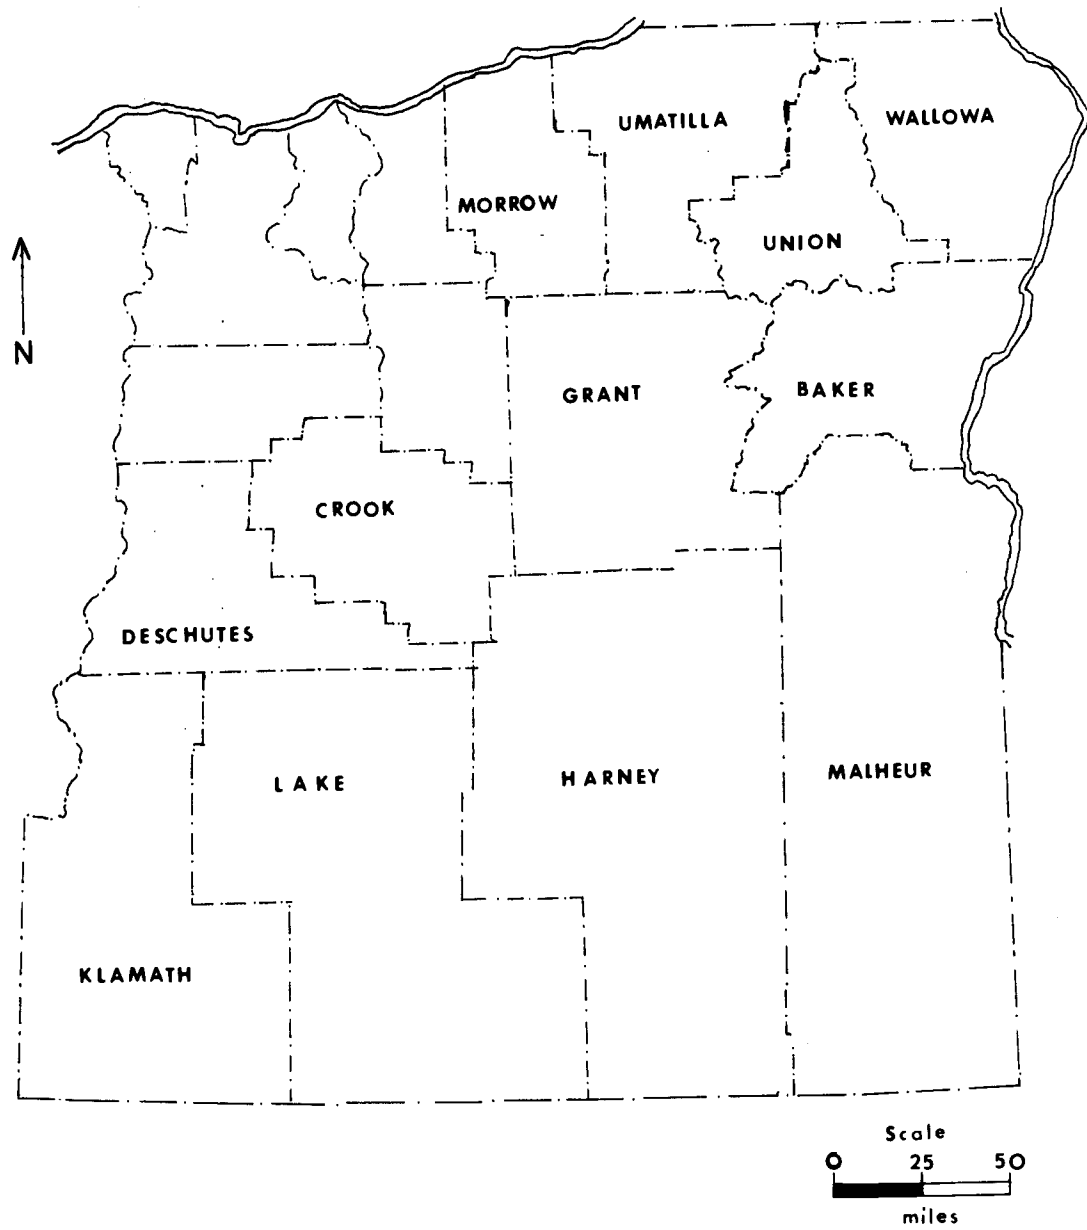 UMATILLA
WALLOWA
MORROW
UNION
N
GRANT
BAKER
CROOK
DESCHUTES
LAKE
HARNEY
MALHEUR
KLAMATH
Scale
0 25 50
miles